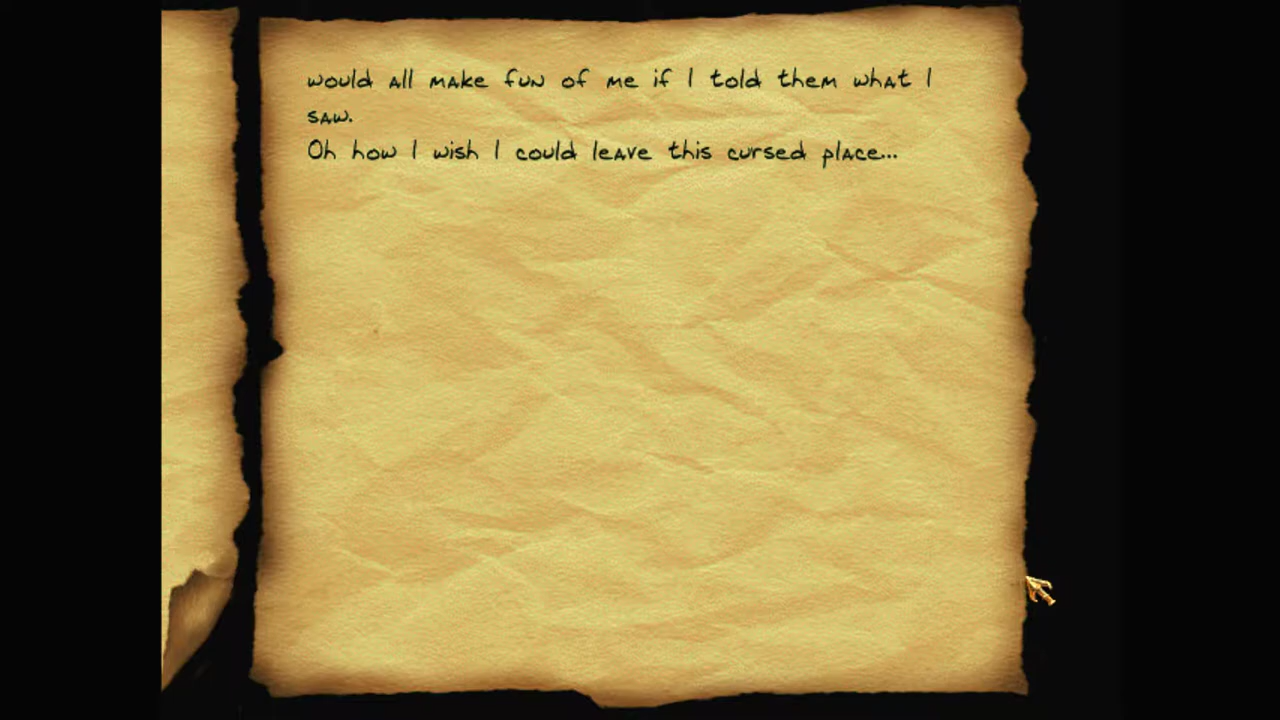 would all make fun of me if I told them what I
saw.
Oh how I wish I could leave this cursed place...